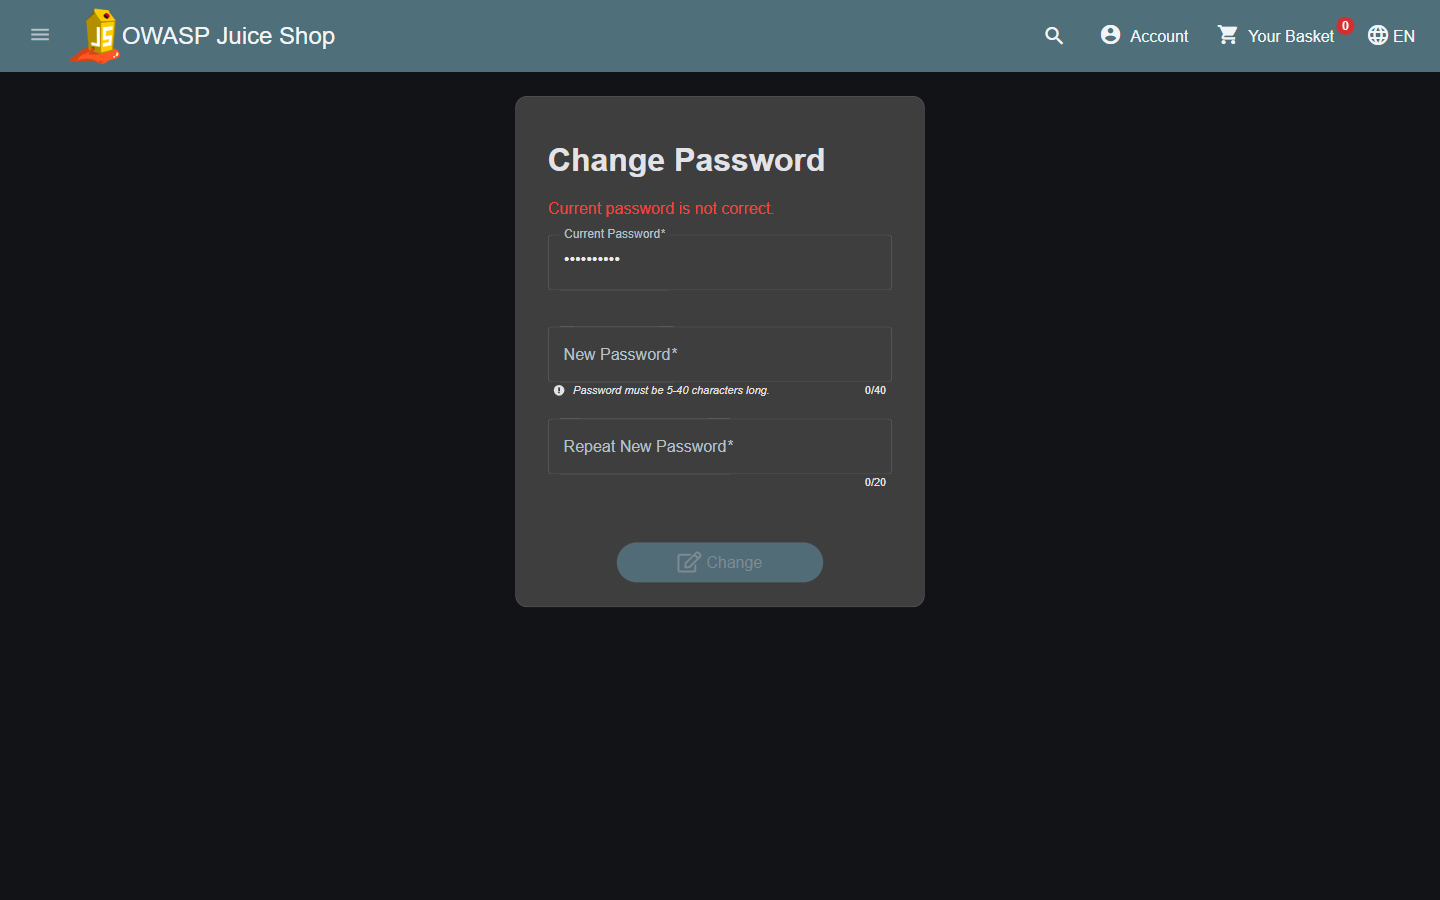 OWASP Juice Shop
Account
Your Basket
0
EN
Change Password
Current password is not correct.
Current Password*
••••••••••
New Password*
Password must be 5-40 characters long.
0/40
Repeat New Password*
0/20
Change